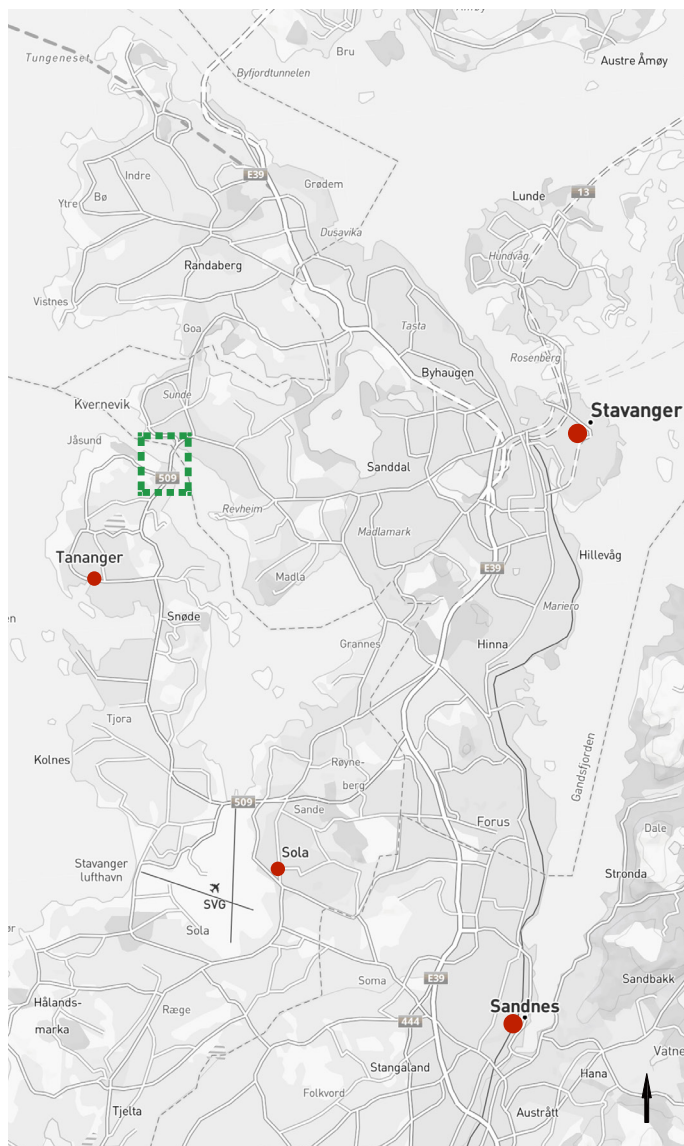 Åmøy
Bru
Tungeneset
Austre Åmøy
Byfjordtunnelen
E39
Indre
Grødem
13
Lunde
Bø
Ytre
Dusavika
Hundvåg
Randaberg
Vistnes
Goa
Tasta
Rosenberg
Byhaugen
Sunde
Kvernevik
Stavanger
Jåsund
Sanddal
509
Revheim
Madlamark
Tananger
Hillevåg
E39
Madla
Mariero
en
Snøde
Grannes
Hinna
Tjora
Kolnes
Røyne-
berg
Gandsfjorden
509
Sande
Forus
Dale
Sola
Stavanger
lufthavn
Stronda
SVG
Sola
ør
Soma
E39
Sandbakk
Hålands-
marka
Ræge
Sandnes
444
Vatne
Stangaland
Hana
Folkvord
Tjelta
Austrått